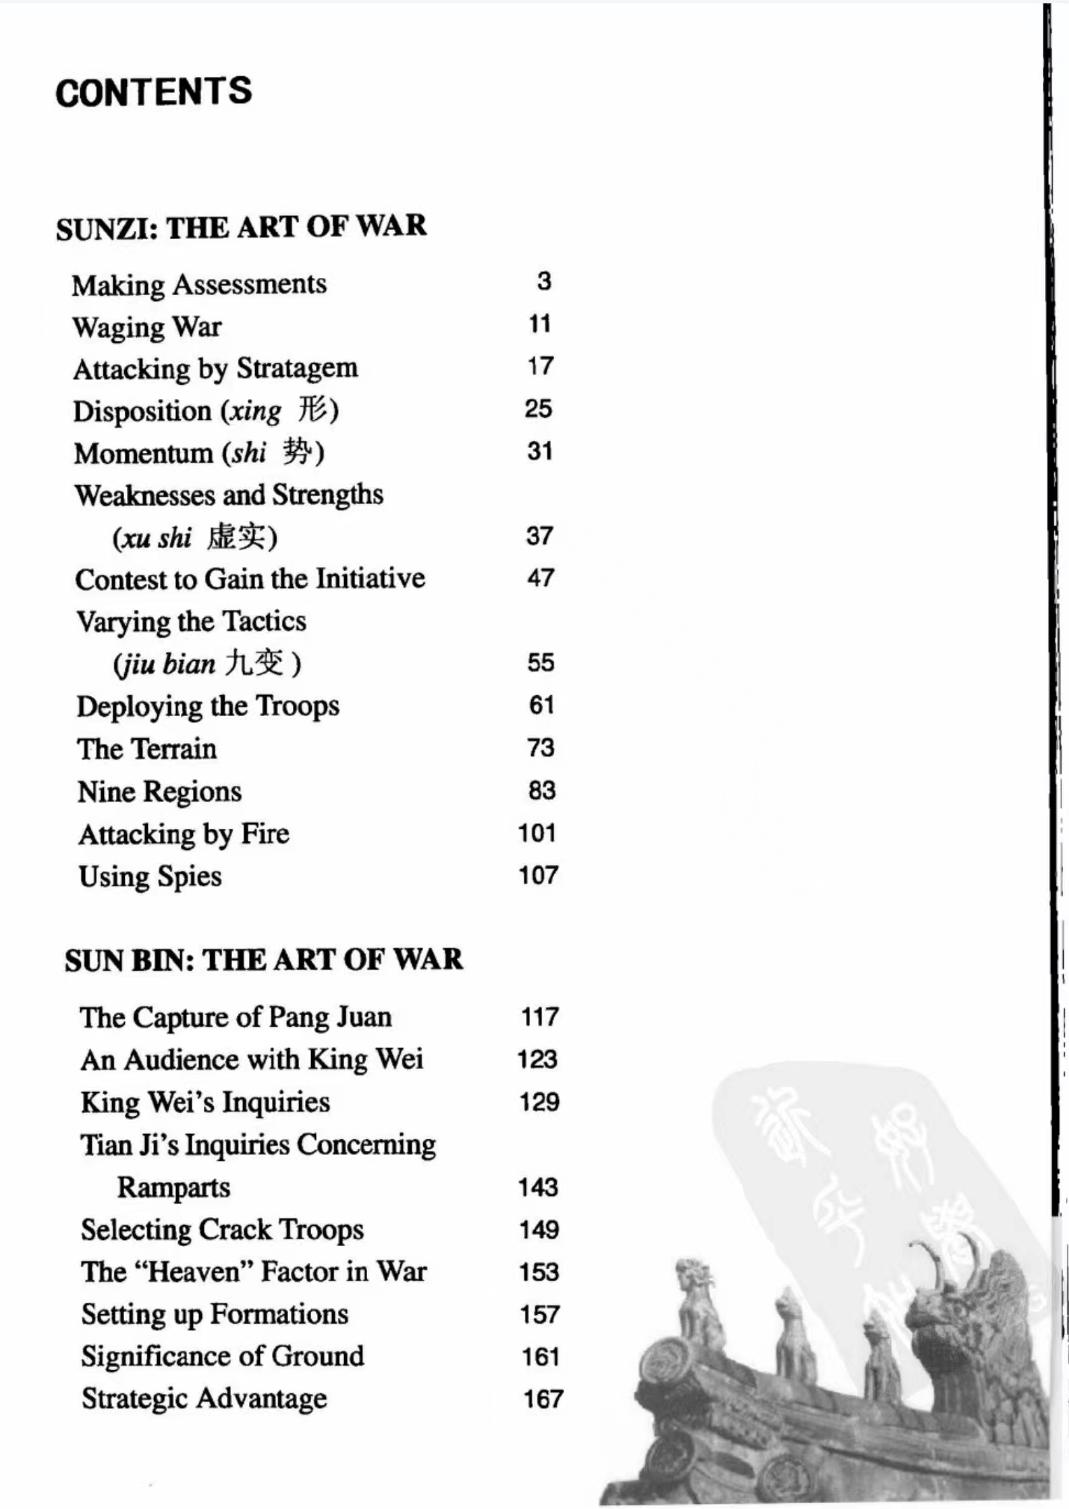 CONTENTS
SUNZI: THE ART OF WAR
Making Assessments 3
Waging War 11
Attacking by Stratagem 17
Disposition (xing 形) 25
Momentum (shi 势) 31
Weaknesses and Strengths
(xu shi 虚实) 37
Contest to Gain the Initiative 47
Varying the Tactics
(jiu bian 九变) 55
Deploying the Troops 61
The Terrain 73
Nine Regions 83
Attacking by Fire 101
Using Spies 107
SUN BIN: THE ART OF WAR
The Capture of Pang Juan 117
An Audience with King Wei 123
King Wei's Inquiries 129
Tian Ji's Inquiries Concerning
Ramparts 143
Selecting Crack Troops 149
The “Heaven” Factor in War 153
Setting up Formations 157
Significance of Ground 161
Strategic Advantage 167